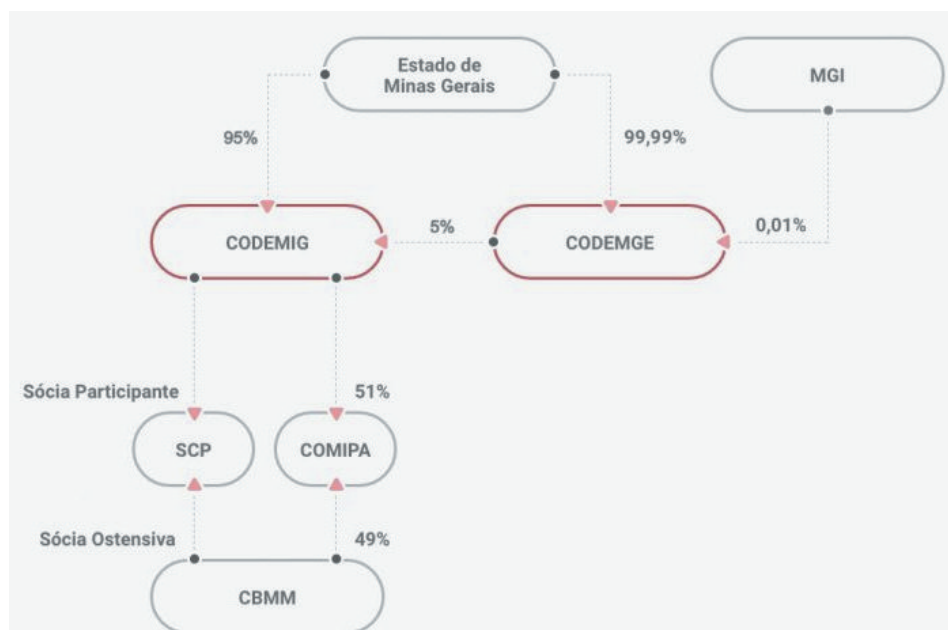 Estado de
Minas Gerais
MGI
95%
99,99%
CODEMIG
5%
CODEMGE
0,01%
Sócia Participante
51%
SCP
COMIPA
Sócia Ostensiva
49%
CBMM